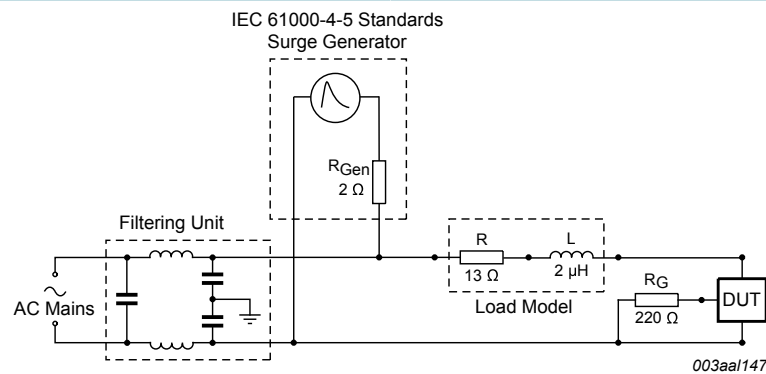 IEC 61000-4-5 Standards
Surge Generator
RGen
2 Ω
Filtering Unit
R
L
13 Ω
2 μH
Load Model
RG
220 Ω
DUT
AC Mains
003aal147